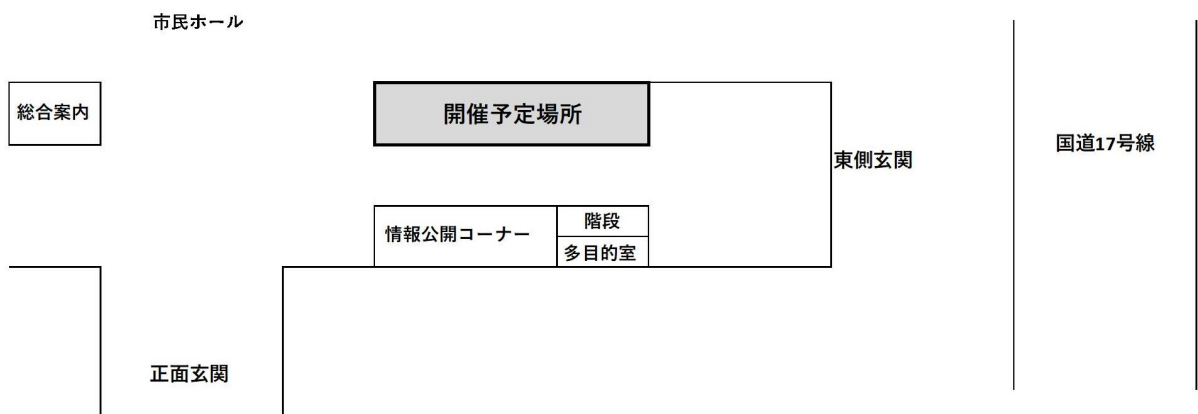 市民ホール
総合案内
開催予定場所
国道17号線
東側玄関
階段
情報公開コーナー
多目的室
正面玄関